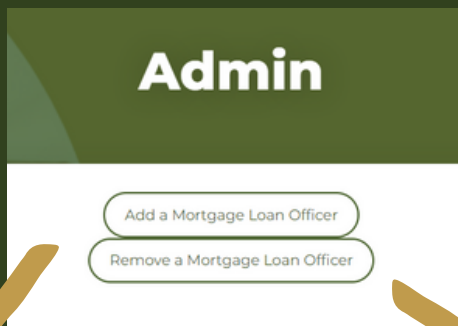 Admin
Add a Mortgage Loan Officer
Remove a Mortgage Loan Officer